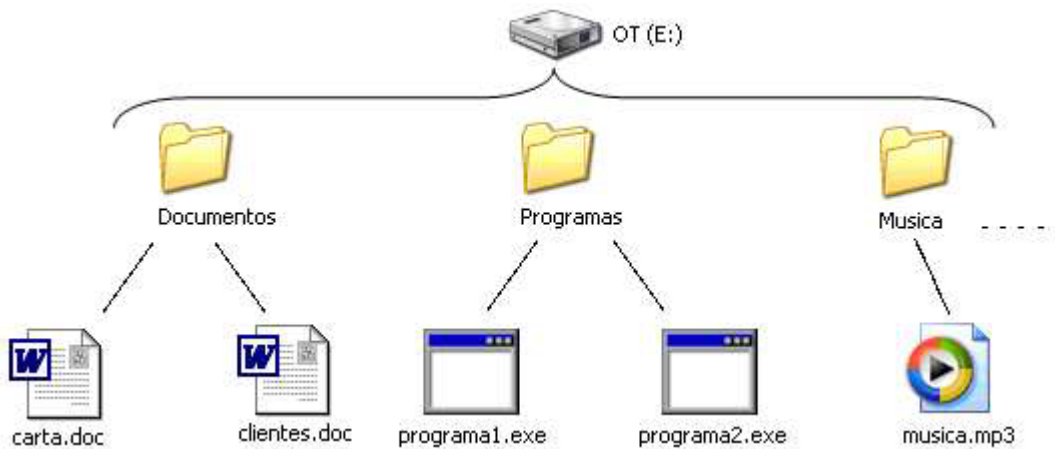 OT (E:)
Documentos
Programas
Musica
carta.doc
clientes.doc
programa1.exe
programa2.exe
musica.mp3